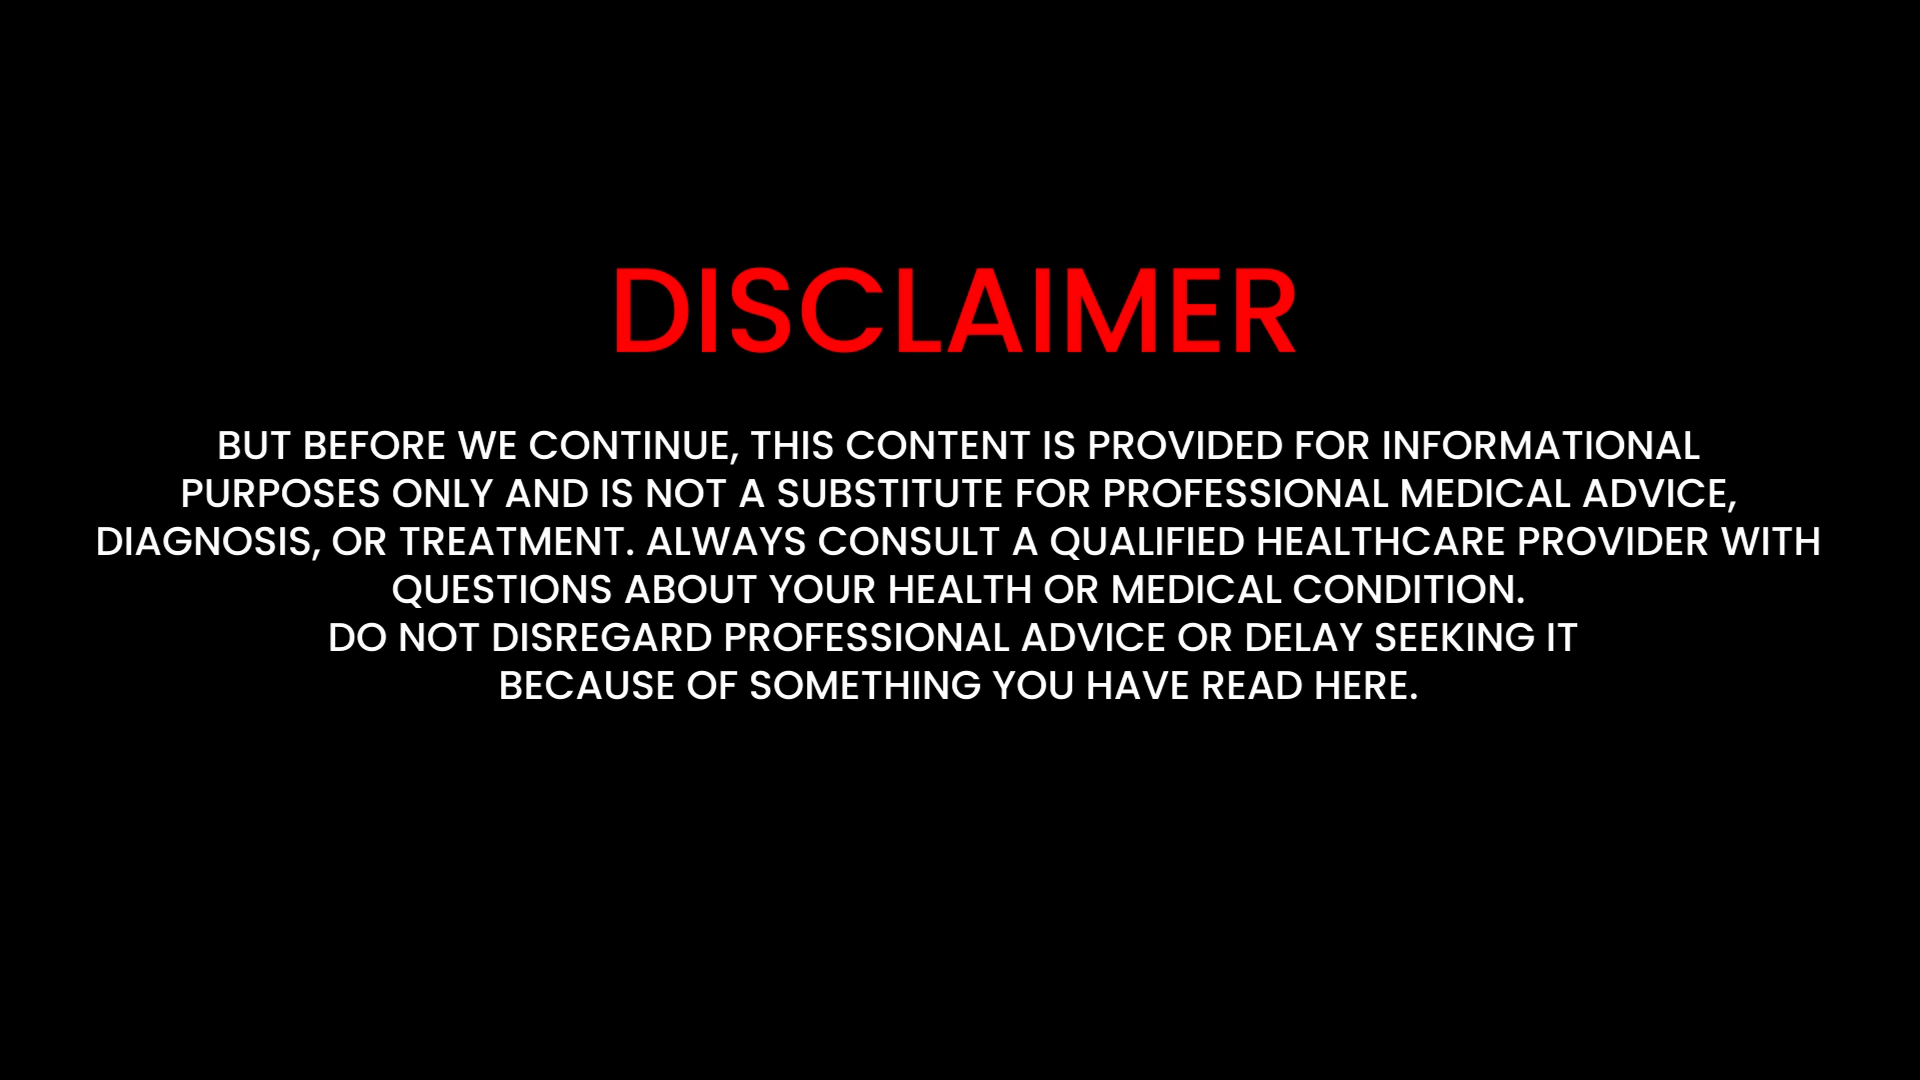 DISCLAIMER
BUT BEFORE WE CONTINUE, THIS CONTENT IS PROVIDED FOR INFORMATIONAL
PURPOSES ONLY AND IS NOT A SUBSTITUTE FOR PROFESSIONAL MEDICAL ADVICE,
DIAGNOSIS, OR TREATMENT. ALWAYS CONSULT A QUALIFIED HEALTHCARE PROVIDER WITH
QUESTIONS ABOUT YOUR HEALTH OR MEDICAL CONDITION.
DO NOT DISREGARD PROFESSIONAL ADVICE OR DELAY SEEKING IT
BECAUSE OF SOMETHING YOU HAVE READ HERE.